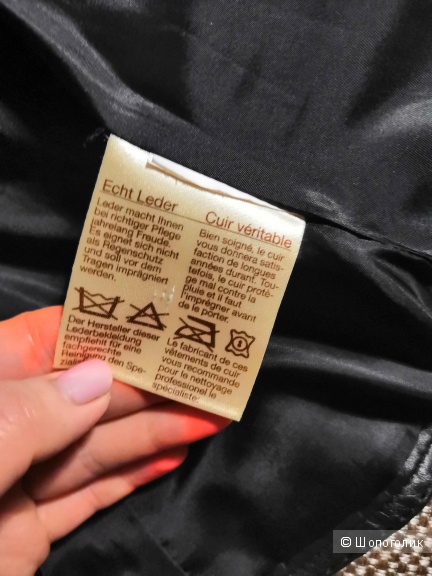 Echt Leder
Leder macht Ihnen
bei richtiger Pflege
jahrelang Freude.
Es eignet sich nicht
als Regenschutz
und soll vor dem
Tragen imprägniert
werden.
Cuir véritable
Bien soigné, le cuir
vous donnera satis-
faction de longues
années durant. Tou-
tefois, le cuir proté-
ge mal contre la
pluie et il faut
l'imprégner avant
de le porter.
Der Hersteller dieser
Lederbekleidung
empfiehlt für eine
fachgerechte
Reinigung den Spe-
Le fabricant de ces
vêtements de cuir
vous recommande
pour le nettoyage
professionel le
spécialiste.
© Шопоголик